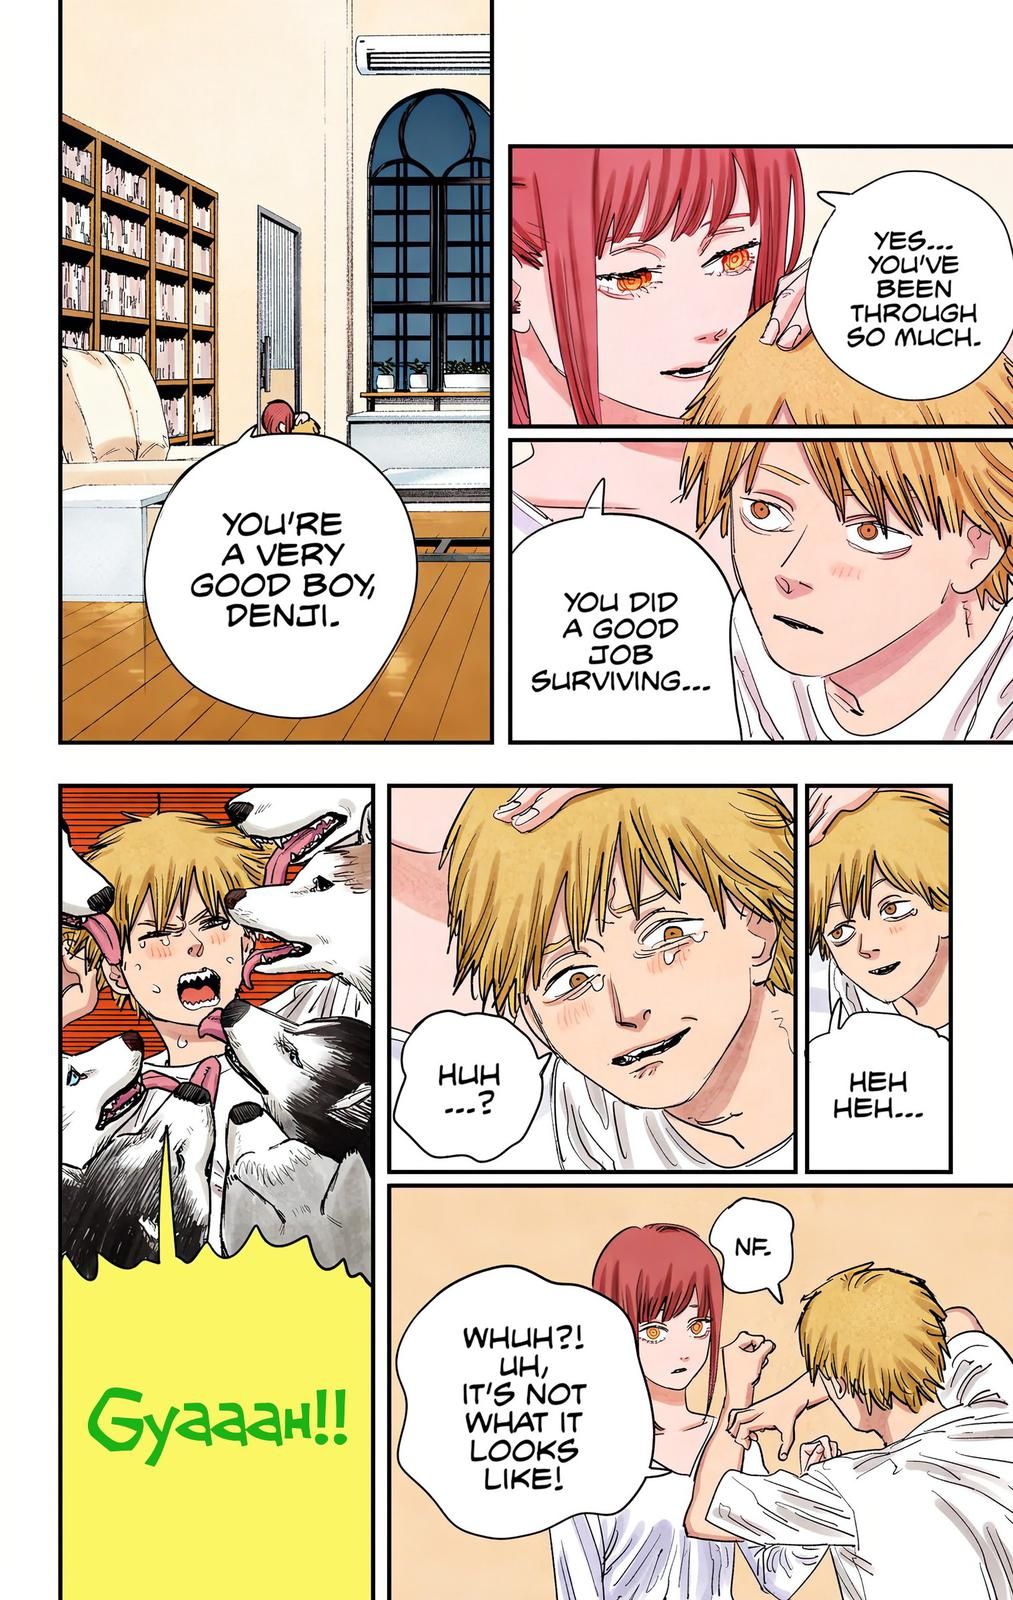 YES...
YOU'VE
BEEN
THROUGH
SO MUCH.
YOU DID
A GOOD
JOB
SURVIVING...
YOU'RE
A VERY
GOOD BOY,
DENJI.
HEH
HEH...
HUH
...?
NF.
WHUH?!
UH,
IT'S NOT
WHAT IT
LOOKS
LIKE!
Gyaaah!!